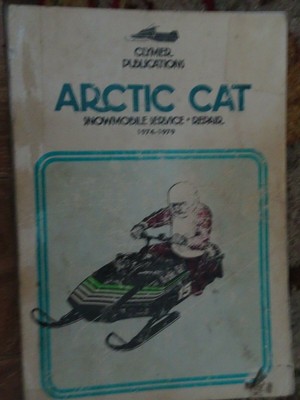 CLYMER
PUBLICATIONS
ARCTIC CAT
SNOWMOBILE SERVICE • REPAIR
1974-1979